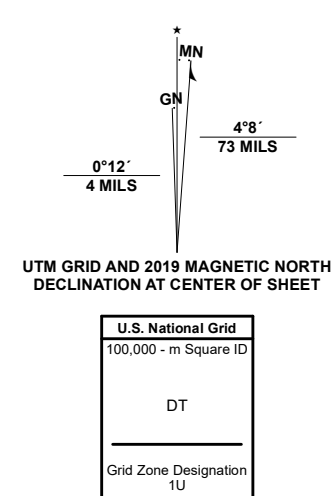 ★
MN
GN
4°8´
73 MILS
0°12´
4 MILS
UTM GRID AND 2019 MAGNETIC NORTH
DECLINATION AT CENTER OF SHEET
U.S. National Grid
100,000 - m Square ID
DT
Grid Zone Designation
1U